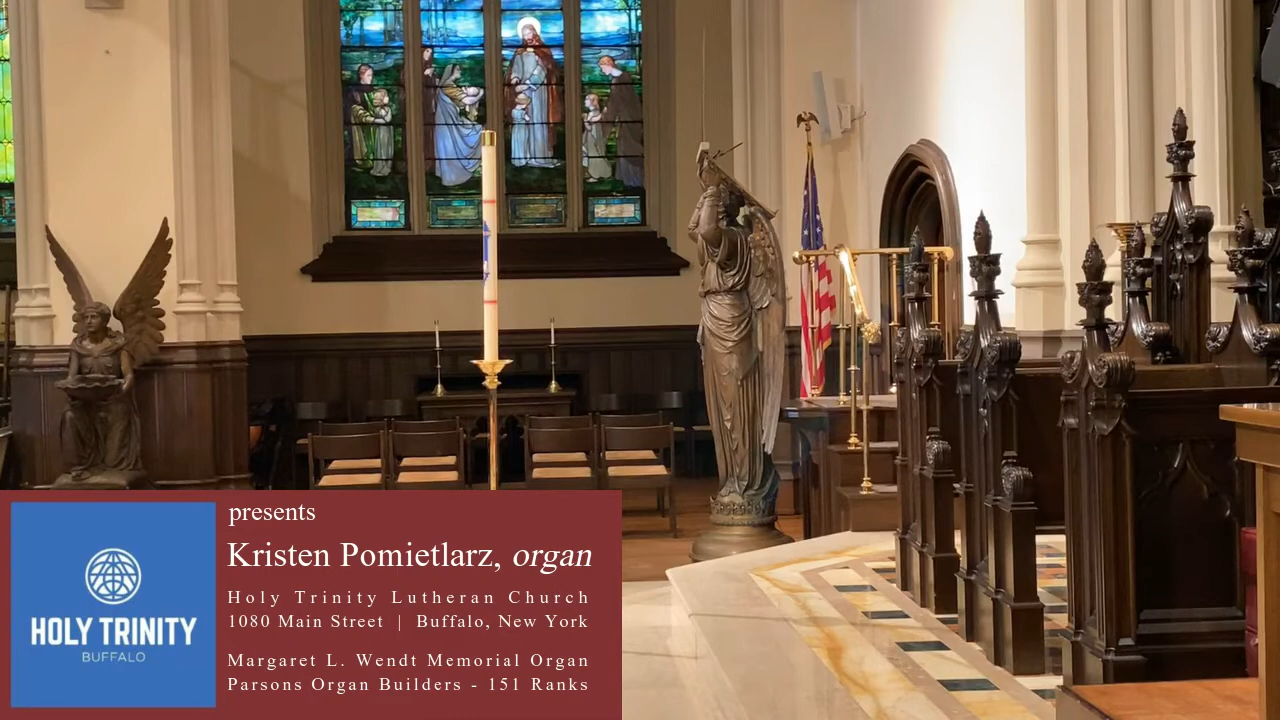 presents
Kristen Pomietlarz, organ
Holy Trinity Lutheran Church
1080 Main Street | Buffalo, New York
Margaret L. Wendt Memorial Organ
Parsons Organ Builders - 151 Ranks
HOLY TRINITY
BUFFALO